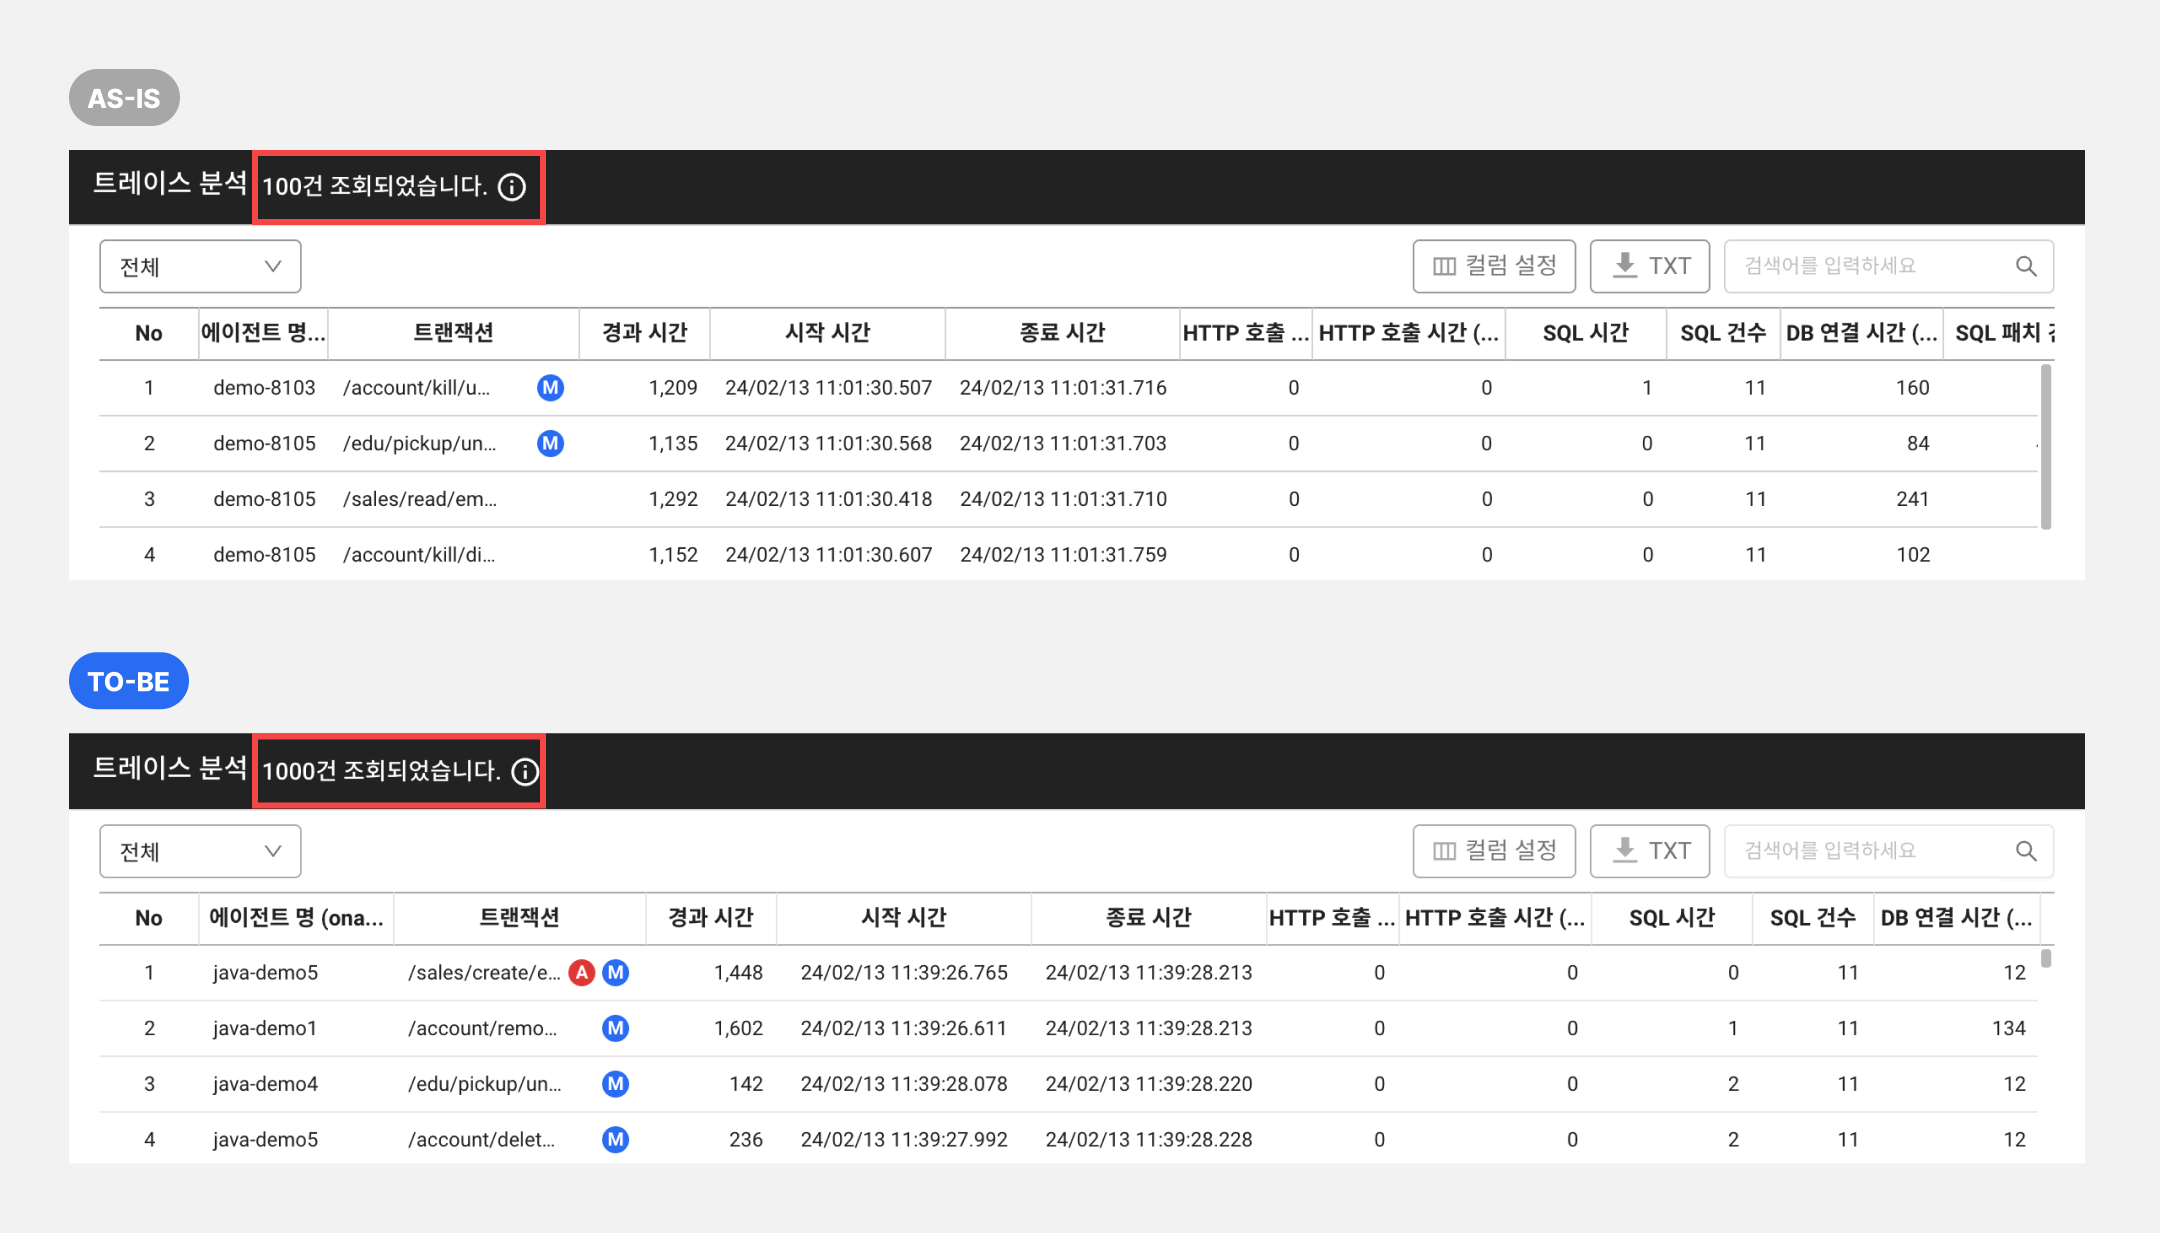 AS-IS
트레이스 분석 100건 조회되었습니다.
전체 컬럼 설정 TXT 검색어를 입력하세요
No 에이전트 명... 트랜잭션 경과 시간 시작 시간 종료 시간 HTTP 호출 ... HTTP 호출 시간 (... SQL 시간 SQL 건수 DB 연결 시간 (... SQL 패치
1 demo-8103 /account/kill/u... M 1,209 24/02/13 11:01:30.507 24/02/13 11:01:31.716 0 0 1 11 160
2 demo-8105 /edu/pickup/un... M 1,135 24/02/13 11:01:30.568 24/02/13 11:01:31.703 0 0 0 11 84
3 demo-8105 /sales/read/em... 1,292 24/02/13 11:01:30.418 24/02/13 11:01:31.710 0 0 0 11 241
4 demo-8105 /account/kill/di... 1,152 24/02/13 11:01:30.607 24/02/13 11:01:31.759 0 0 0 11 102
TO-BE
트레이스 분석 1000건 조회되었습니다.
전체 컬럼 설정 TXT 검색어를 입력하세요
No 에이전트 명 (ona... 트랜잭션 경과 시간 시작 시간 종료 시간 HTTP 호출 ... HTTP 호출 시간 (... SQL 시간 SQL 건수 DB 연결 시간 (...
1 java-demo5 /sales/create/e... A M 1,448 24/02/13 11:39:26.765 24/02/13 11:39:28.213 0 0 0 11 12
2 java-demo1 /account/remo... M 1,602 24/02/13 11:39:26.611 24/02/13 11:39:28.213 0 0 1 11 134
3 java-demo4 /edu/pickup/un... M 142 24/02/13 11:39:28.078 24/02/13 11:39:28.220 0 0 2 11 12
4 java-demo5 /account/delet... M 236 24/02/13 11:39:27.992 24/02/13 11:39:28.228 0 0 2 11 12